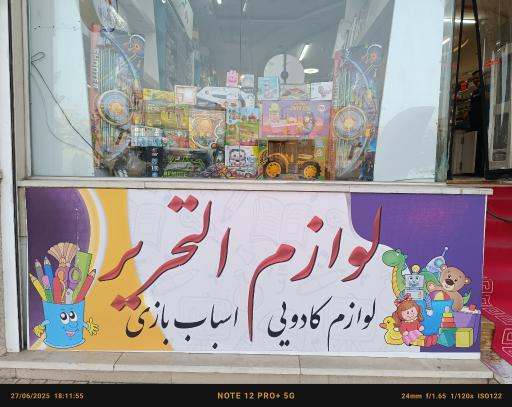 لوازم التحریر
لوازم کادویی اسباب بازی
27/06/2025 18:11:55 NOTE 12 PRO+ 5G 24mm f/1.65 1/120s ISO122